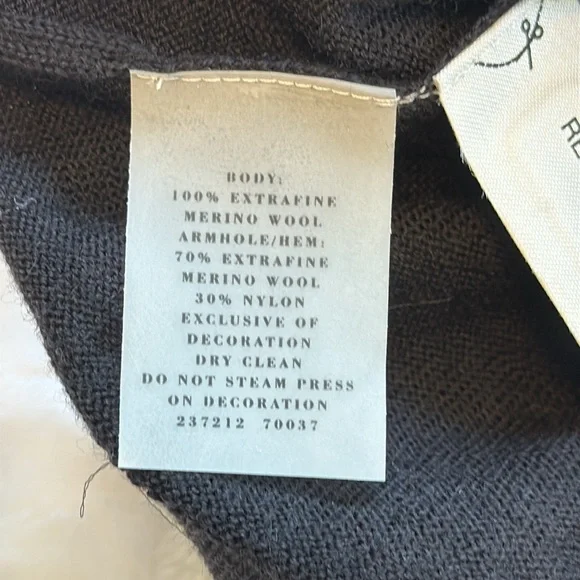 BODY:
100% EXTRAFINE
MERINO WOOL
ARMHOLE/HEM:
70% EXTRAFINE
MERINO WOOL
30% NYLON
EXCLUSIVE OF
DECORATION
DRY CLEAN
DO NOT STEAM PRESS
ON DECORATION
237212 70037